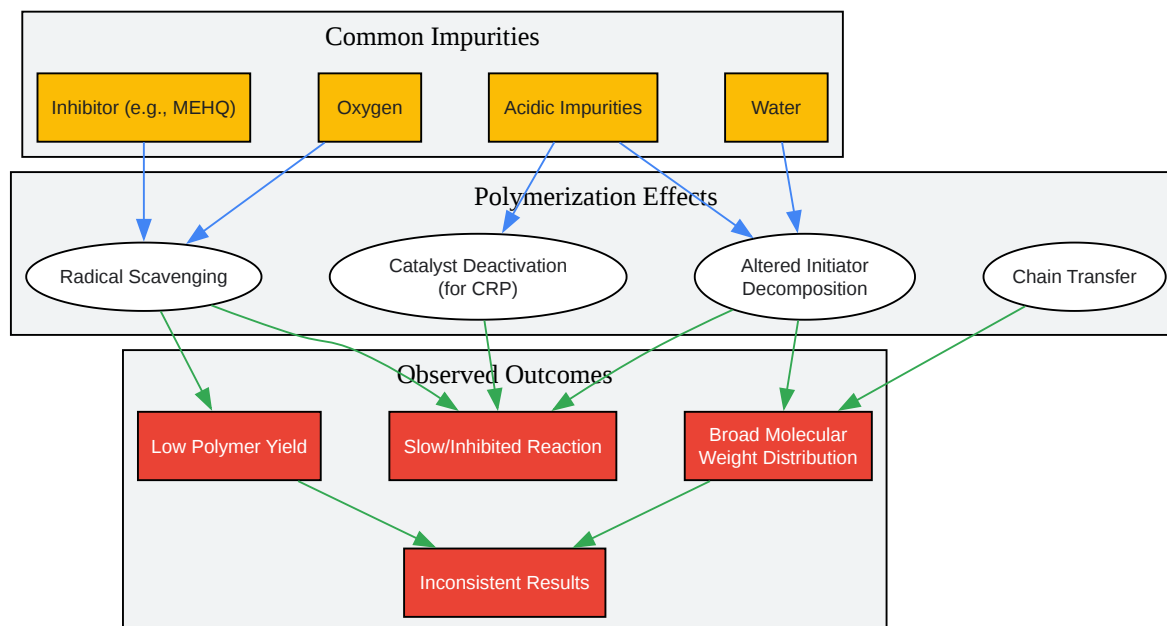 Common Impurities
Inhibitor (e.g., MEHQ)
Oxygen
Acidic Impurities
Water
Polymerization Effects
Radical Scavenging
Catalyst Deactivation
(for CRP)
Altered Initiator
Decomposition
Chain Transfer
Observed Outcomes
Low Polymer Yield
Slow/Inhibited Reaction
Broad Molecular
Weight Distribution
Inconsistent Results